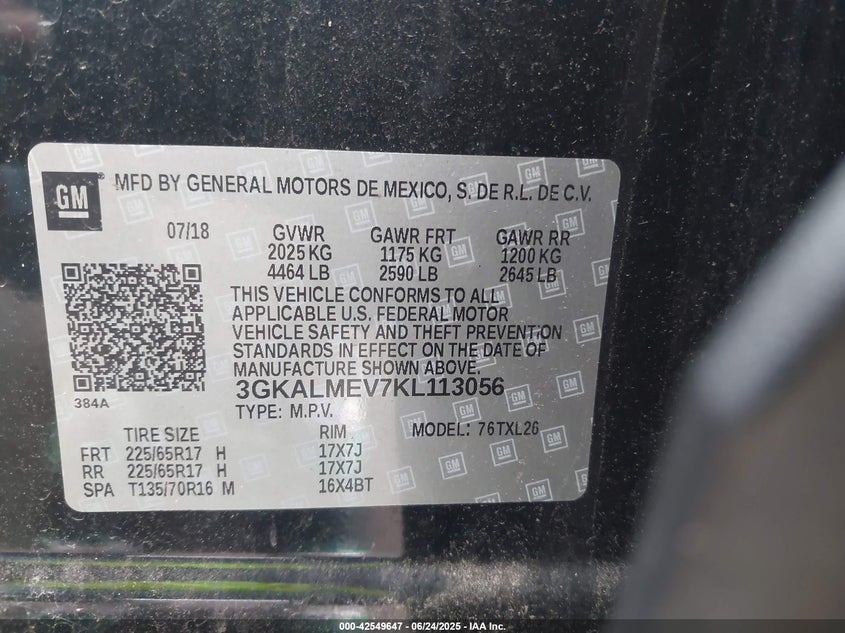 GM MFD BY GENERAL MOTORS DE MEXICO, S. DE R.L. DE C.V.
07/18 GVWR GAWR FRT GAWR RR
2025 KG 1175 KG 1200 KG
4464 LB 2590 LB 2645 LB
THIS VEHICLE CONFORMS TO ALL
APPLICABLE U.S. FEDERAL MOTOR
VEHICLE SAFETY AND THEFT PREVENTION
STANDARDS IN EFFECT ON THE DATE OF
MANUFACTURE SHOWN ABOVE.
3GKALMEV7KL113056
384A
TYPE: M.P.V. MODEL: 76TXL26
TIRE SIZE RIM
FRT 225/65R17 H 17X7J
RR 225/65R17 H 17X7J
SPA T135/70R16 M 16X4BT
000-42549647 - 06/24/2025 - IAA Inc.